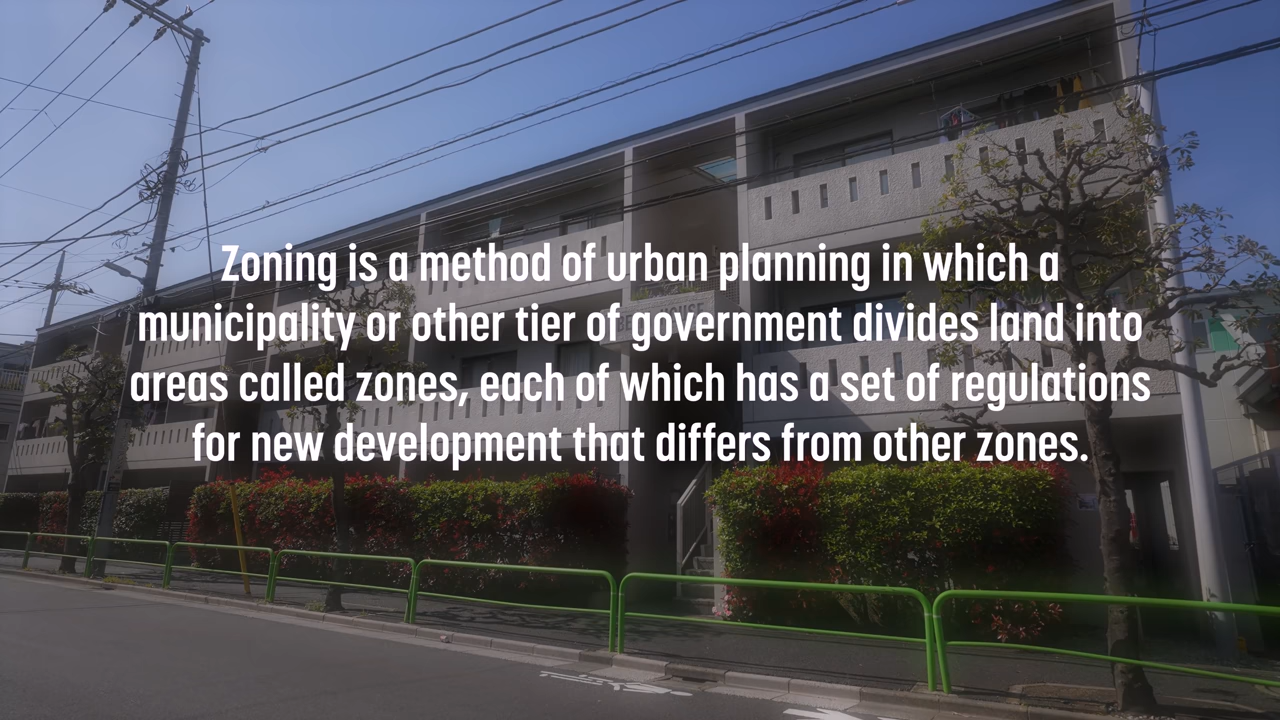 Zoning is a method of urban planning in which a
municipality or other tier of government divides land into
areas called zones, each of which has a set of regulations
for new development that differs from other zones.
HOUSE